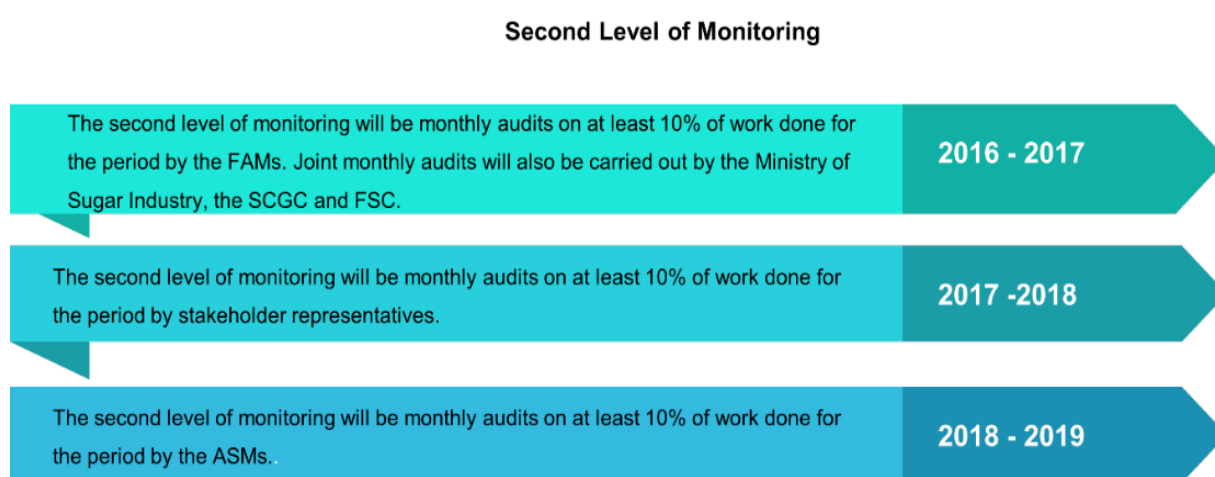 Second Level of Monitoring
The second level of monitoring will be monthly audits on at least 10% of work done for
the period by the FAMs. Joint monthly audits will also be carried out by the Ministry of
Sugar Industry, the SCGC and FSC.
2016 - 2017
The second level of monitoring will be monthly audits on at least 10% of work done for
the period by stakeholder representatives.
2017 -2018
The second level of monitoring will be monthly audits on at least 10% of work done for
the period by the ASMs..
2018 - 2019